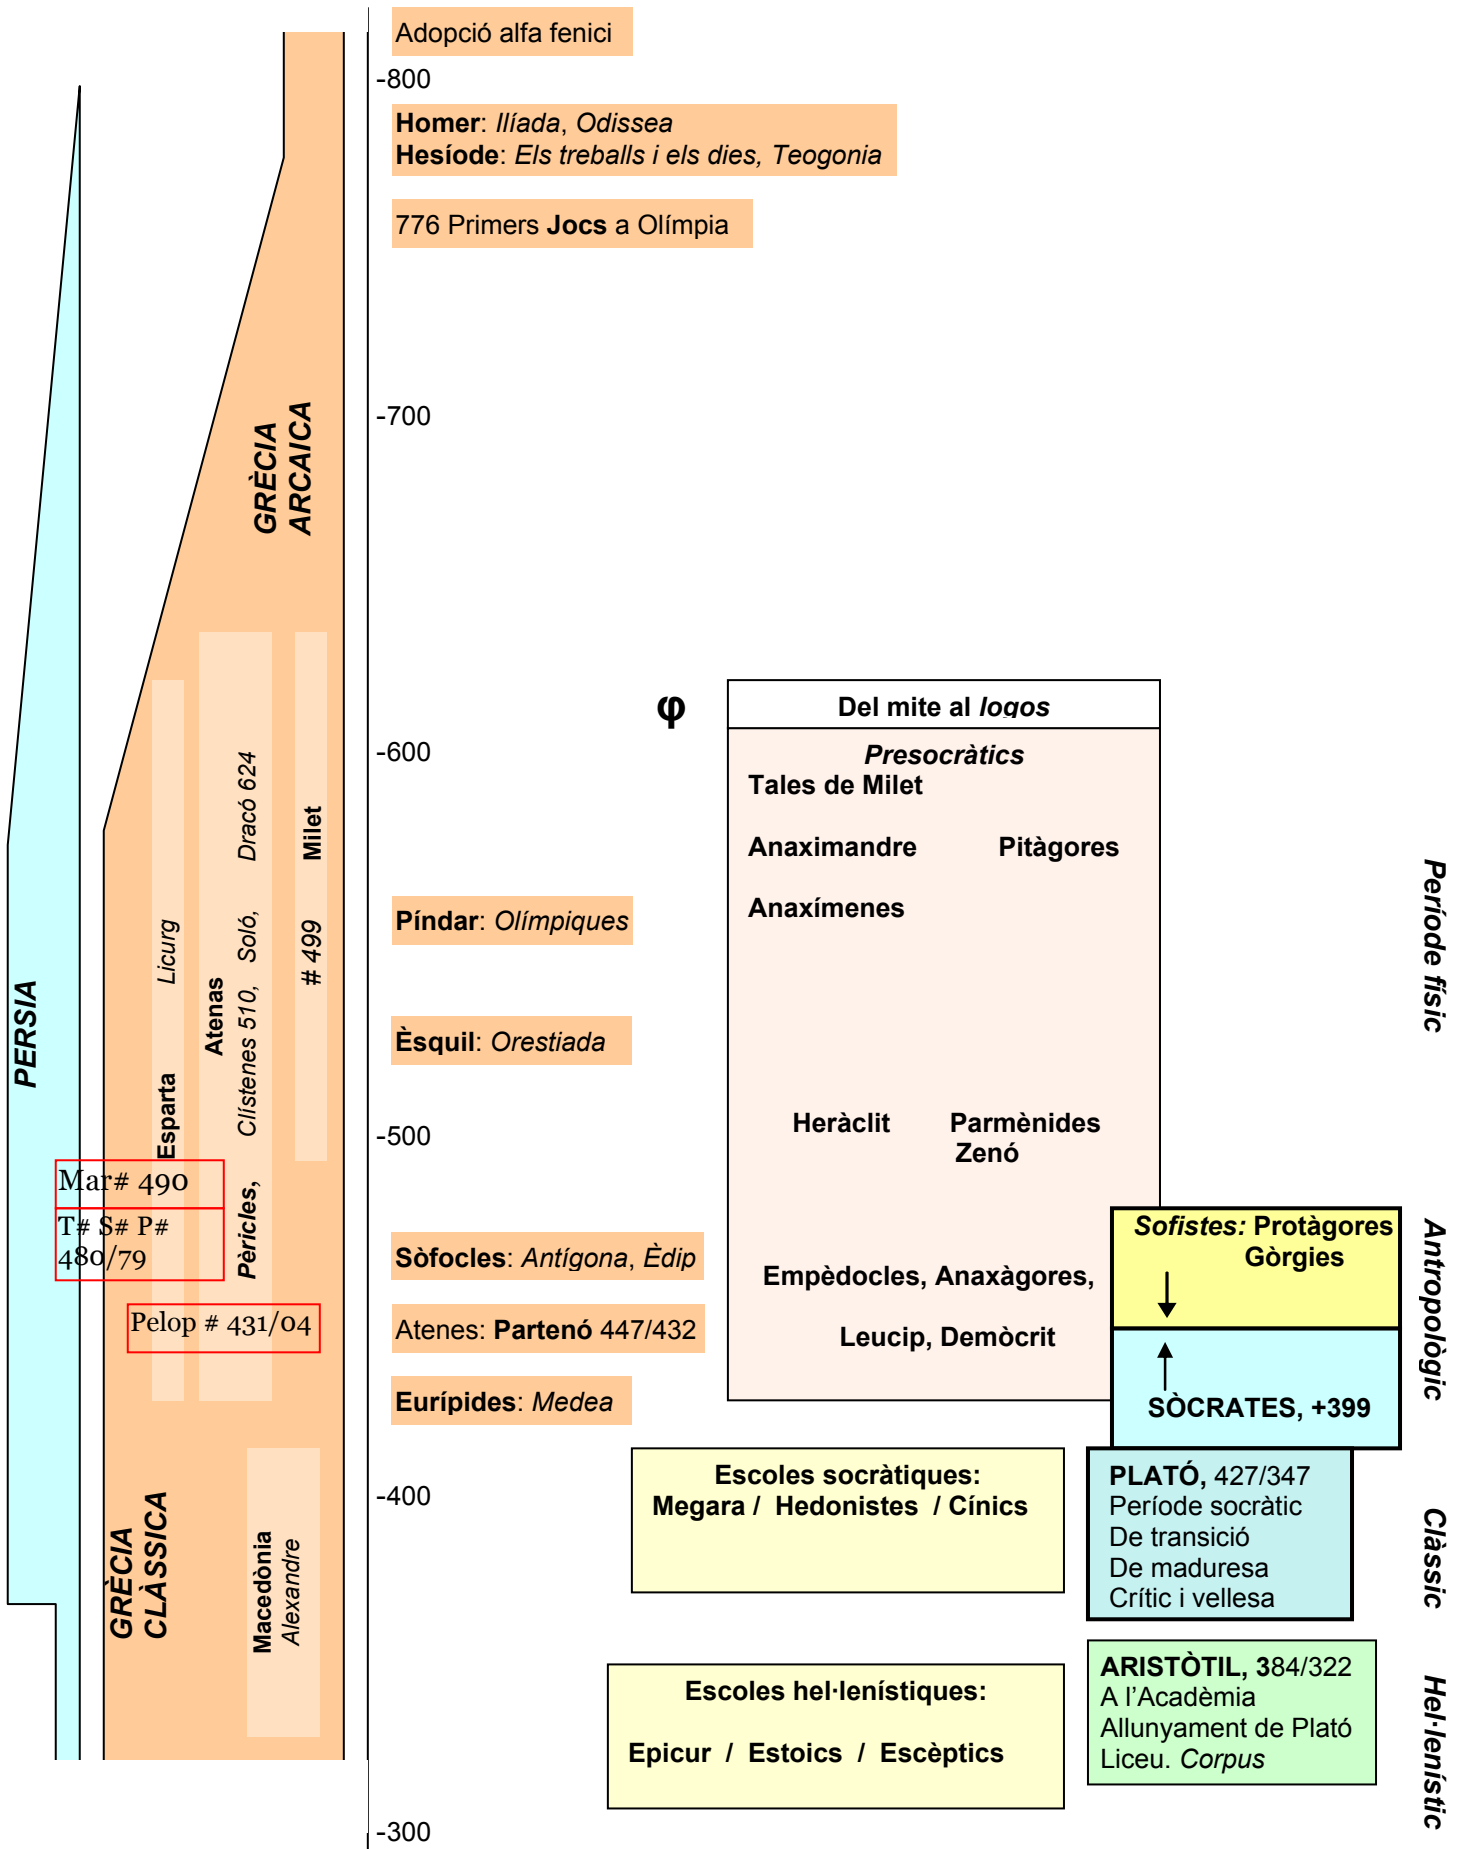 Adopció alfa fenici
-800
Homer: Ilíada, Odissea
Hesíode: Els treballs i els dies, Teogonia
776 Primers Jocs a Olímpia
-700
GRÈCIA
ARCAICA
φ
Del mite al logos
-600
Presocràtics
Tales de Milet
Anaximandre Pitàgores
Anaxímenes
Període físic
PERSIA
Esparta Licurg
Atenas
Pèricles, Clístenes 510, Soló, Dracó 624
# 499 Milet
Píndar: Olímpiques
Èsquil: Orestiada
-500
Heràclit Parmènides
Zenó
Mar# 490
T# S# P#
480/79
Pelop # 431/04
Sòfocles: Antígona, Èdip
Atenes: Partenó 447/432
Eurípides: Medea
Empèdocles, Anaxàgores,
Leucip, Demòcrit
Sofistes: Protàgores
Gòrgies
SÒCRATES, +399
Antropològic
-400
GRÈCIA
CLÀSSICA
Macedònia
Alexandre
Escoles socràtiques:
Megara / Hedonistes / Cínics
PLATÓ, 427/347
Període socràtic
De transició
De maduresa
Crític i vellesa
Clàssic
Escoles hel·lenístiques:
Epicur / Estoics / Escèptics
ARISTÒTIL, 384/322
A l’Acadèmia
Allunyament de Plató
Liceu. Corpus
Hel·lenístic
-300